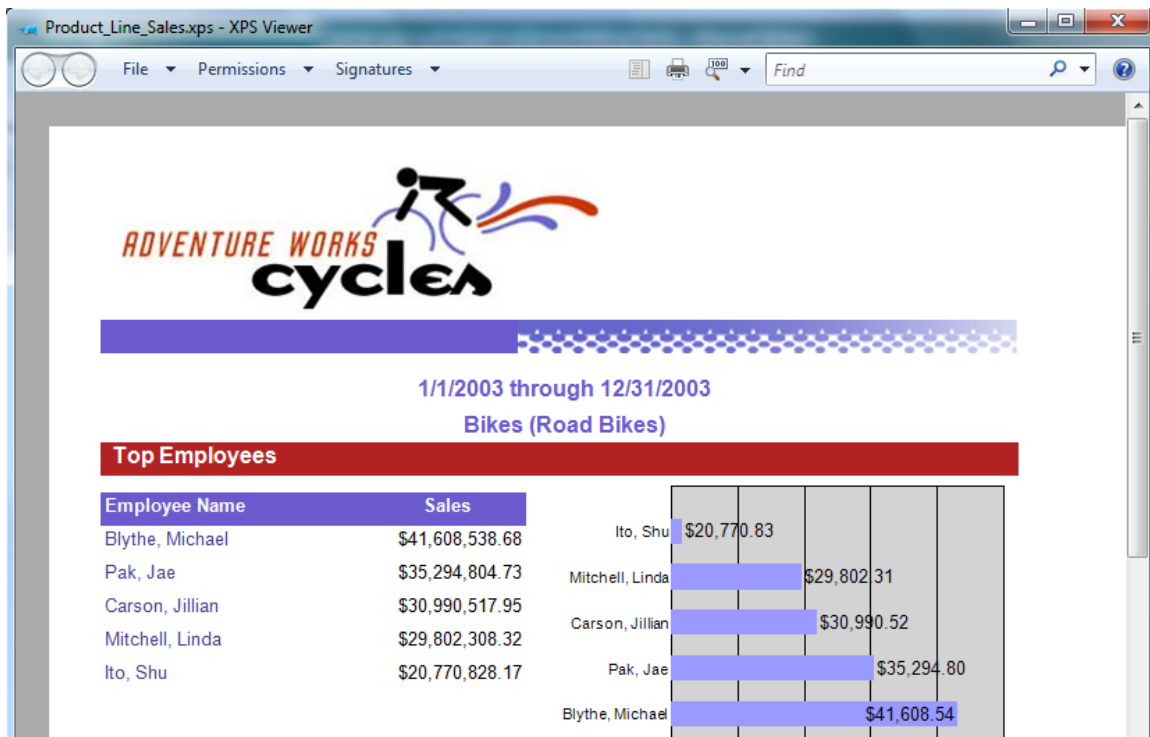 Product_Line_Sales.xps - XPS Viewer
File Permissions Signatures 100 Find
ADVENTURE WORKS
cycles
1/1/2003 through 12/31/2003
Bikes (Road Bikes)
Top Employees
Employee Name Sales
Blythe, Michael $41,608,538.68
Pak, Jae $35,294,804.73
Carson, Jillian $30,990,517.95
Mitchell, Linda $29,802,308.32
Ito, Shu $20,770,828.17
Ito, Shu $20,770.83
Mitchell, Linda $29,802.31
Carson, Jillian $30,990.52
Pak, Jae $35,294.80
Blythe, Michael $41,608.54